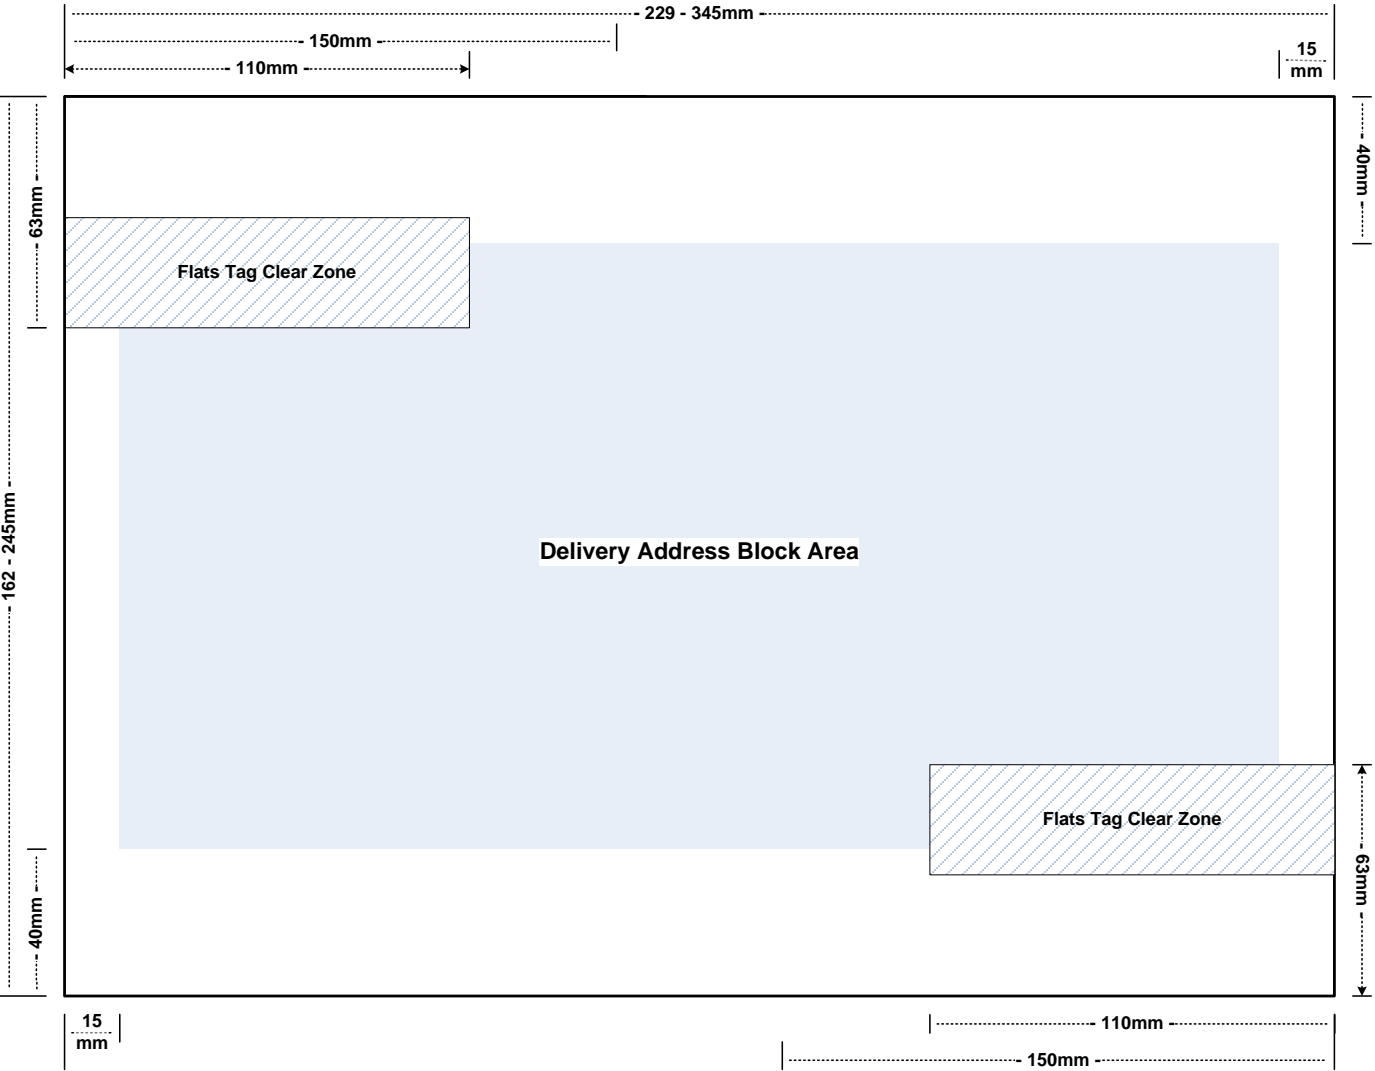 229 - 345mm
150mm
110mm
15
mm
40mm
63mm
Flats Tag Clear Zone
162 - 245mm
Delivery Address Block Area
Flats Tag Clear Zone
63mm
40mm
15
mm
110mm
150mm